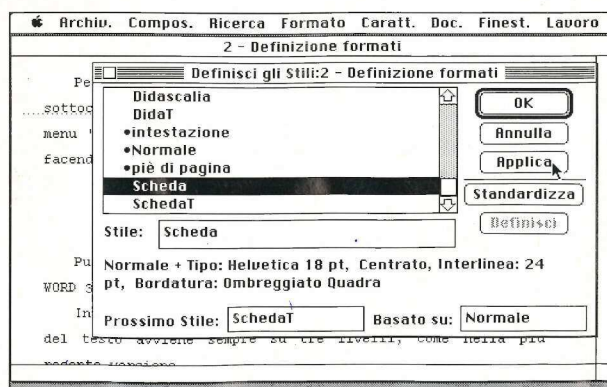 Archiv. Compos. Ricerca Formato Caratt. Doc. Finest. Lavoro
2 - Definizione formati
Definisci gli Stili:2 - Definizione formati
Pe
sottoc
menu '
facend
Didascalia
DidaT
•intestazione
•Normale
•piè di pagina
Scheda
SchedaT
OK
Annulla
Applica
Standardizza
Definisci
Stile: Scheda
Pu
WORD 3
In
Normale + Tipo: Helvetica 18 pt, Centrato, Interlinea: 24
pt, Bordatura: Ombreggiato Quadra
Prossimo Stile: SchedaT Basato su: Normale
del testo avviene sempre su tre livelli, come nella più